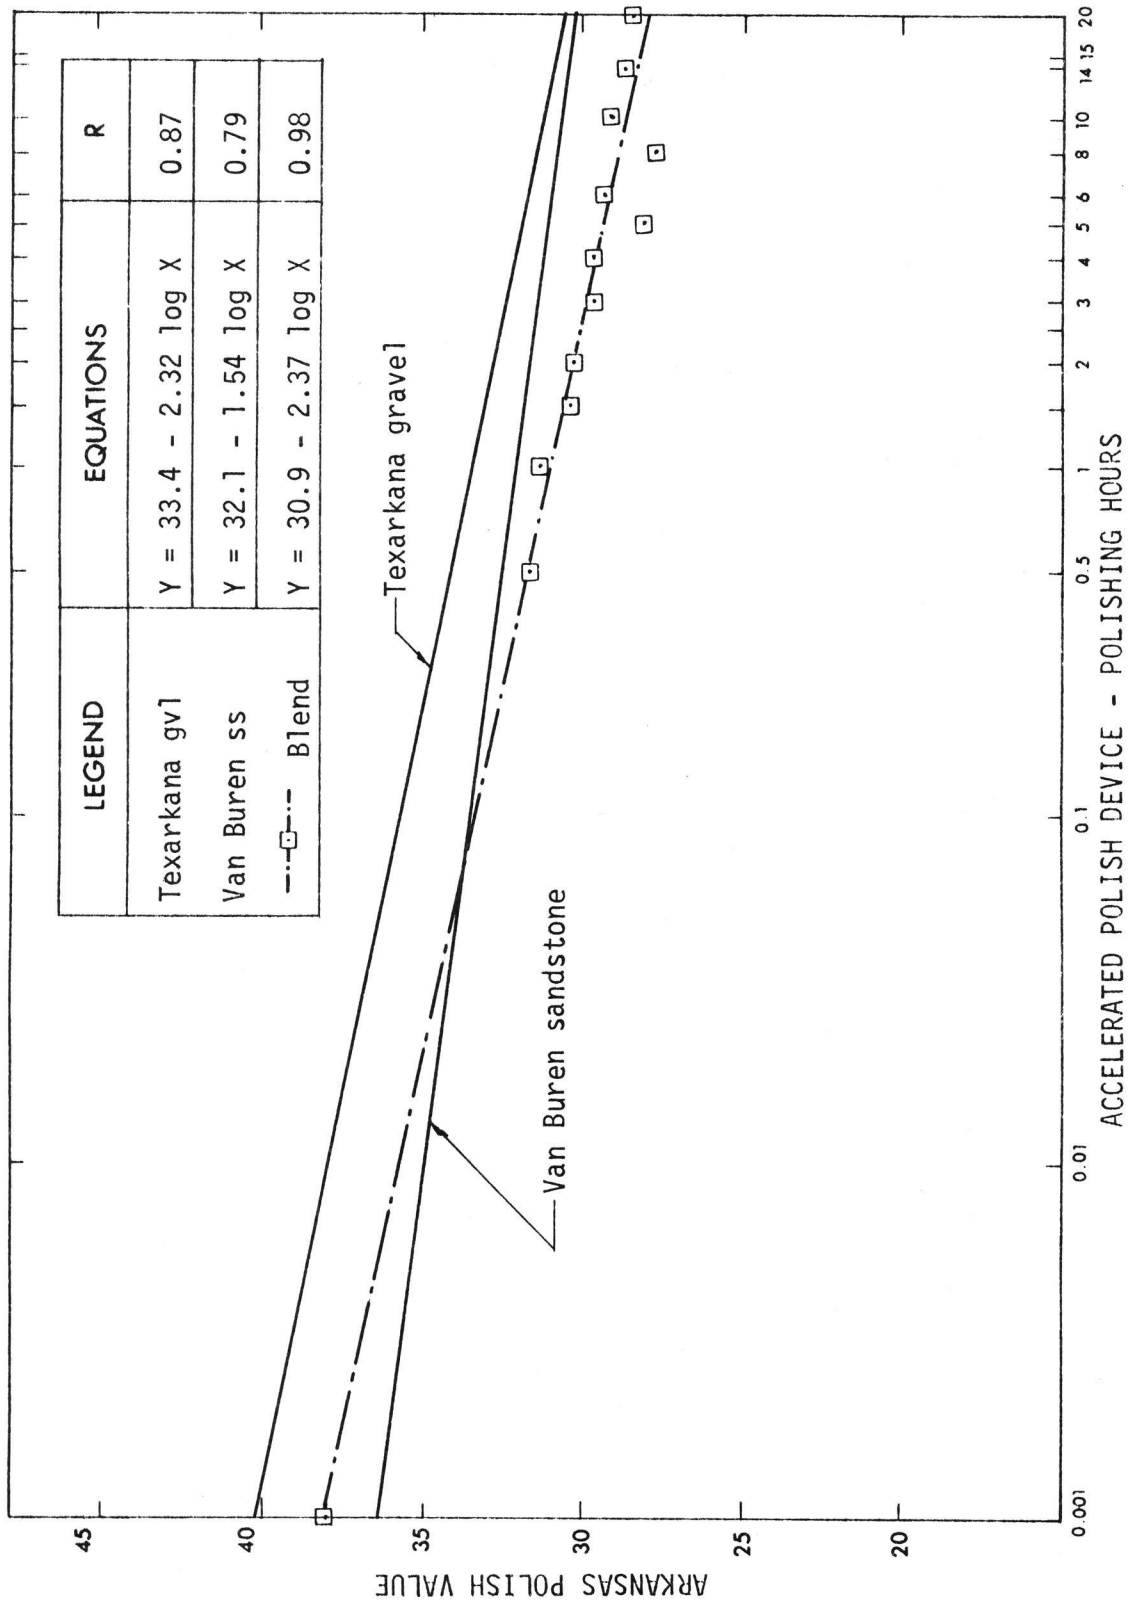 LEGEND EQUATIONS R
Texarkana gvl Y = 33.4 - 2.32 log X 0.87
Van Buren ss Y = 32.1 - 1.54 log X 0.79
Blend Y = 30.9 - 2.37 log X 0.98
Texarkana gravel
Van Buren sandstone
ARKANSAS POLISH VALUE
45
40
35
30
25
20
0.001 0.01 0.1 0.5 1 2 3 4 5 6 8 10 14 15 20
ACCELERATED POLISH DEVICE - POLISHING HOURS